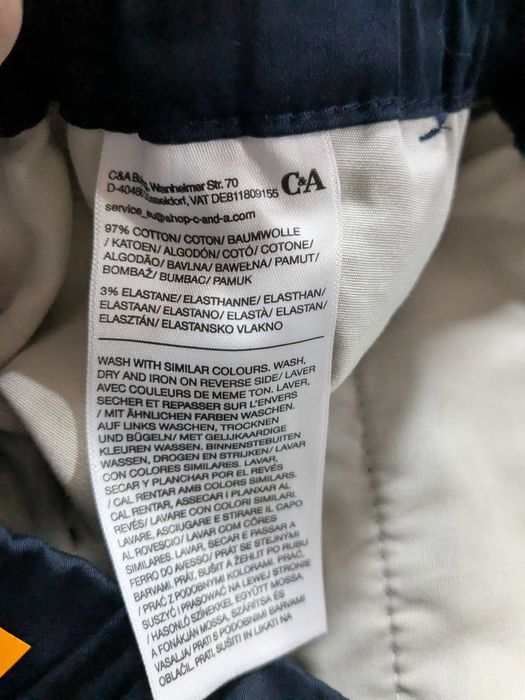 C&A Wanheimer Str. 70
D-40468 VAT DE811809155
C&A
service_eu@shop-c-and-a.com
97% COTTON/ COTON/ BAUMWOLLE
/ KATOEN/ ALGODÓN/ COTÓ/ COTONE/
ALGODÃO/ BAVLNA/ BAWEŁNA/ PAMUT/
BOMBAŽ/ BUMBAC/ PAMUK
3% ELASTANE/ ELASTHANNE/ ELASTHAN/
ELASTAAN/ ELASTANO/ ELASTÀ/ ELASTAN/
ELASZTÁN/ ELASTANSKO VLAKNO
WASH WITH SIMILAR COLOURS. WASH,
DRY AND IRON ON REVERSE SIDE/ LAVER
AVEC COULEURS DE MEME TON. LAVER,
SECHER ET REPASSER SUR L'ENVERS
/ MIT ÄHNLICHEN FARBEN WASCHEN.
AUF LINKS WASCHEN, TROCKNEN
UND BÜGELN/ MET GELIJKAARDIGE
KLEUREN WASSEN. BINNENSTEBUITEN
WASSEN, DROGEN EN STRIJKEN/ LAVAR
CON COLORES SIMILARES. LAVAR,
SECAR Y PLANCHAR POR EL REVÉS
/ CAL RENTAR AMB COLORS SIMILARS.
CAL RENTAR, ASSECAR I PLANXAR AL
REVÉS/ LAVARE CON COLORI SIMILARI.
LAVARE, ASCIUGARE E STIRARE IL CAPO
AL ROVESCIO/ LAVAR COM CÔRES
SIMILARES. LAVAR, SECAR E PASSAR A
FERRO DO AVESSO/ PRÁT SE STEJNÝMI
BARVAMI. PRÁT, SUŠIT A ŽEHLIT PO RUBU
/ PRAĆ Z PODOBNYMI KOLORAMI. PRAĆ,
SUSZYĆ I PRASOWAĆ NA LEWEJ STRONIE
/ HASONLÓ SZÍNEKKEL EGYÜTT MOSSA.
A FONÁKJÁN MOSSA, SZÁRÍTSA ÉS
VASALJA/ PRATI S PODOBNIMI BARVAMI
OBLAČIL. PRATI, SUŠITI IN LIKATI NA